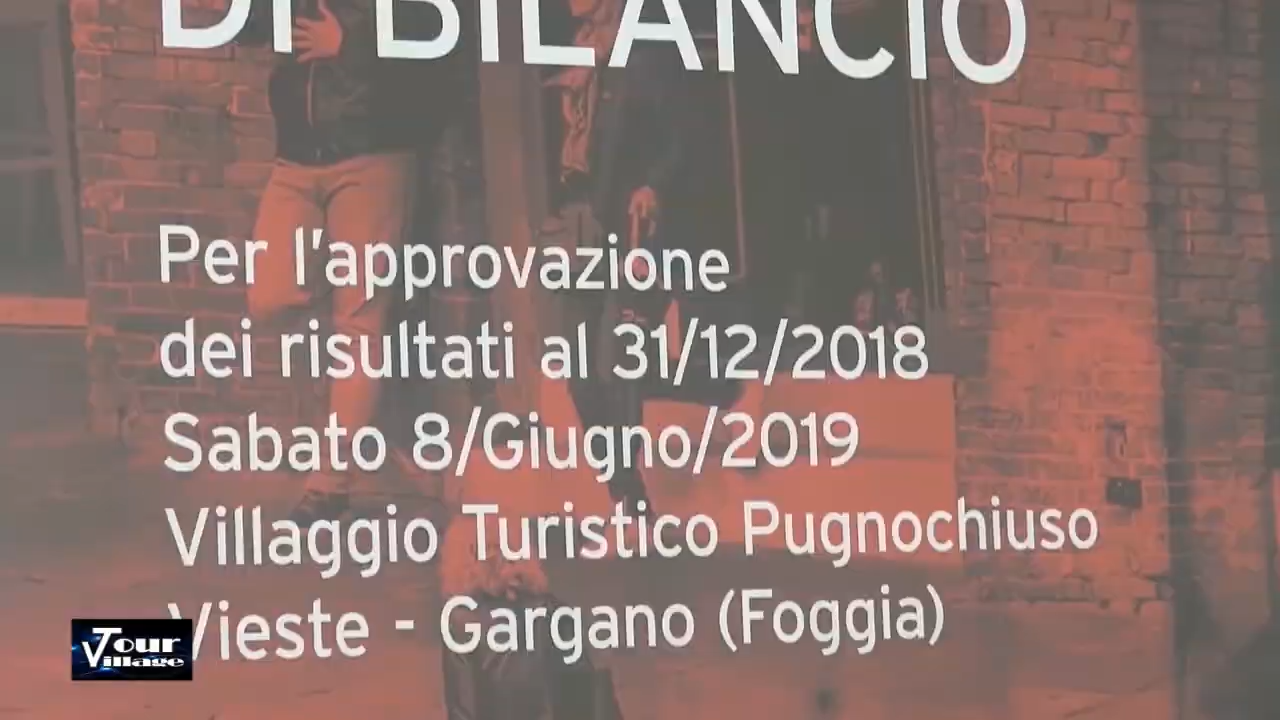 DI BILANCIO
Per l'approvazione
dei risultati al 31/12/2018
Sabato 8/Giugno/2019
Villaggio Turistico Pugnochiuso
Vieste - Gargano (Foggia)
Tour
Village